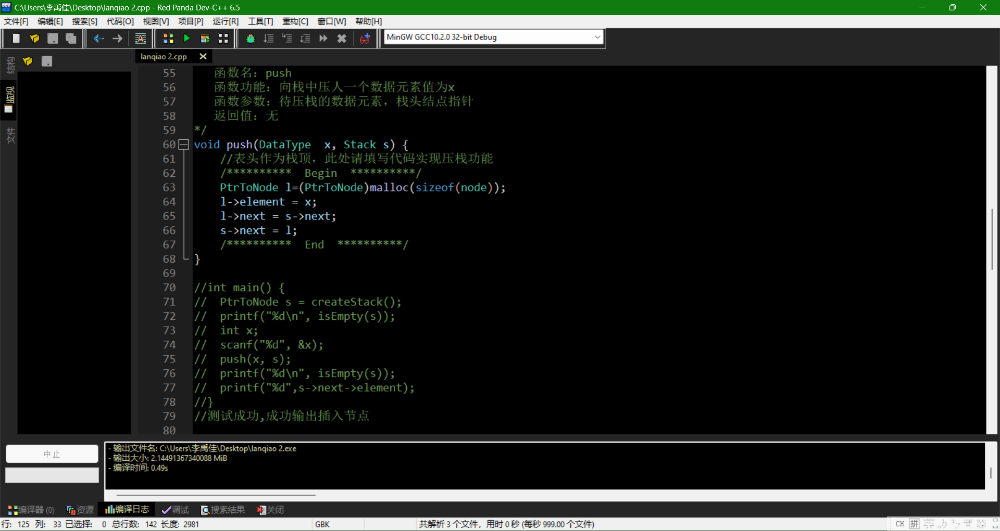 C:\Users\李禹佳\Desktop\lanqiao 2.cpp - Red Panda Dev-C++ 6.5
文件[F] 编辑[E] 搜索[S] 代码[O] 视图[V] 项目[P] 运行[R] 工具[T] 重构[C] 窗口[W] 帮助[H]
MinGW GCC10.2.0 32-bit Debug
结构
监视
文件
lanqiao 2.cpp
55 函数名：push
56 函数功能：向栈中压人一个数据元素值为x
57 函数参数：待压栈的数据元素，栈头结点指针
58 返回值：无
59 */
60 void push(DataType  x, Stack s) {
61 //表头作为栈顶，此处请填写代码实现压栈功能
62 /**********  Begin  **********/
63 PtrToNode l=(PtrToNode)malloc(sizeof(node));
64 l->element = x;
65 l->next = s->next;
66 s->next = l;
67 /**********  End  **********/
68 }
69
70 //int main() {
71 //  PtrToNode s = createStack();
72 //  printf("%d\n", isEmpty(s));
73 //  int x;
74 //  scanf("%d", &x);
75 //  push(x, s);
76 //  printf("%d\n", isEmpty(s));
77 //  printf("%d",s->next->element);
78 //}
79 //测试成功,成功输出插入节点
80
中止
- 输出文件名: C:\Users\李禹佳\Desktop\lanqiao 2.exe
- 输出大小: 2.14491367340088 MiB
- 编译时间: 0.49s
编译器 (0) 资源 编译日志 调试 搜索结果 关闭
行: 125 列: 33 已选择: 0 总行数: 142 长度: 2981 GBK 共解析 3 个文件，用时 0 秒 (每秒 999.00 个文件)
CH 拼 英